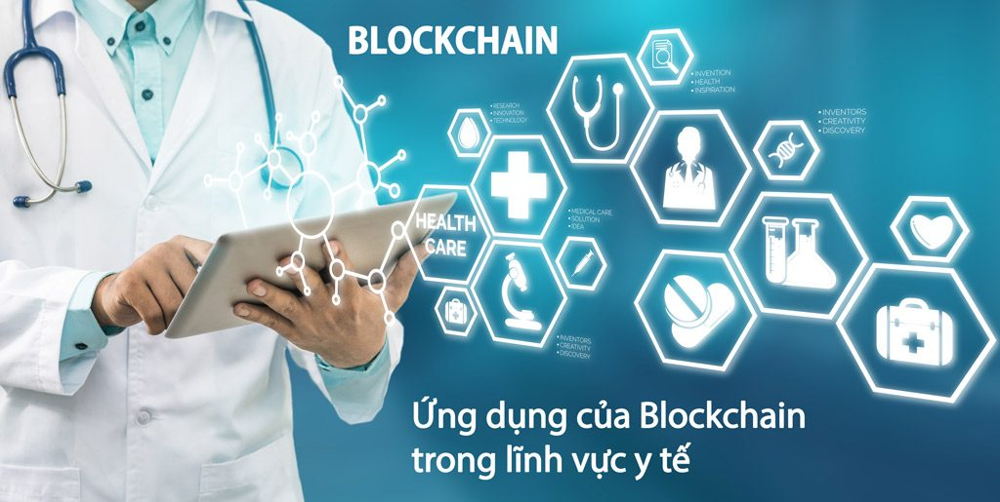 BLOCKCHAIN
• INVENTION
• HEALTH
• INSPIRATION
• RESEARCH
• INNOVATION
• TECHNOLOGY
• INVENTORS
• CREATIVITY
• DISCOVERY
HEALTH
CARE
• MEDICAL CARE
• SOLUTION
• IDEA
• INVENTORS
• CREATIVITY
• DISCOVERY
Ứng dụng của Blockchain
trong lĩnh vực y tế